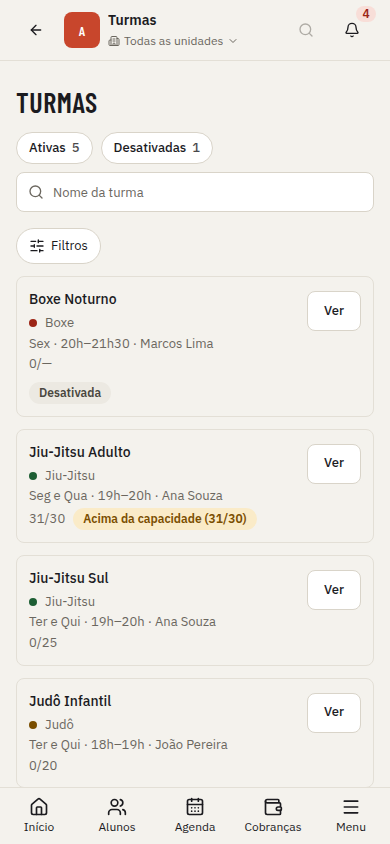 4
A
Turmas
Todas as unidades
TURMAS
Ativas 5
Desativadas 1
Nome da turma
Filtros
Boxe Noturno
Ver
Boxe
Sex · 20h–21h30 · Marcos Lima
0/—
Desativada
Jiu-Jitsu Adulto
Ver
Jiu-Jitsu
Seg e Qua · 19h–20h · Ana Souza
31/30 Acima da capacidade (31/30)
Jiu-Jitsu Sul
Ver
Jiu-Jitsu
Ter e Qui · 19h–20h · Ana Souza
0/25
Judô Infantil
Ver
Judô
Ter e Qui · 18h–19h · João Pereira
0/20
Início
Alunos
Agenda
Cobranças
Menu